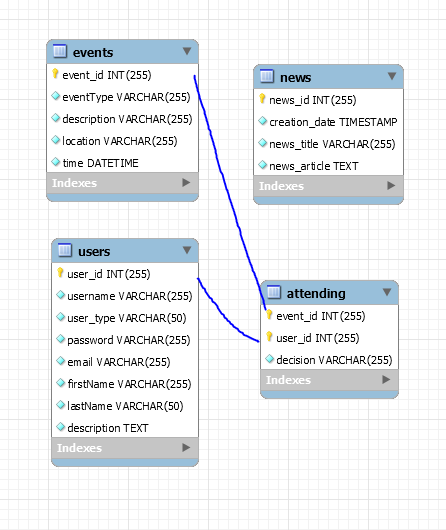 events
event_id INT(255)
eventType VARCHAR(255)
description VARCHAR(255)
location VARCHAR(255)
time DATETIME
Indexes
news
news_id INT(255)
creation_date TIMESTAMP
news_title VARCHAR(255)
news_article TEXT
Indexes
users
user_id INT(255)
username VARCHAR(255)
user_type VARCHAR(50)
password VARCHAR(255)
email VARCHAR(255)
firstName VARCHAR(255)
lastName VARCHAR(50)
description TEXT
Indexes
attending
event_id INT(255)
user_id INT(255)
decision VARCHAR(255)
Indexes